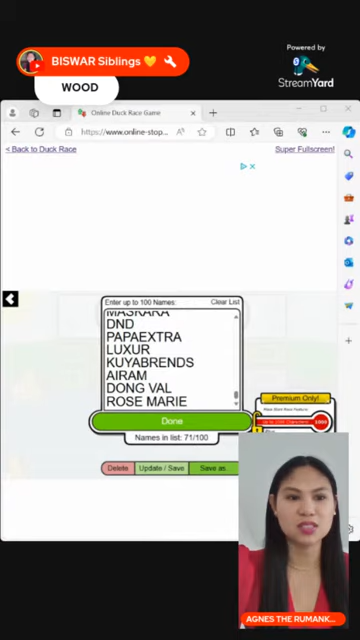 BISWAR Siblings
WOOD
Powered by
StreamYard
Online Duck Race Game
https://www.online-stop...
< Back to Duck Race
Super Fullscreen!
Enter up to 100 Names:
Clear List
MASKARA
DND
PAPAEXTRA
LUXUR
KUYABRENDS
AIRAM
DONG VAL
ROSE MARIE
Done
Names in list: 71/100
Delete
Update / Save
Save as
Premium Only!
1000
AGNES THE RUMANK...